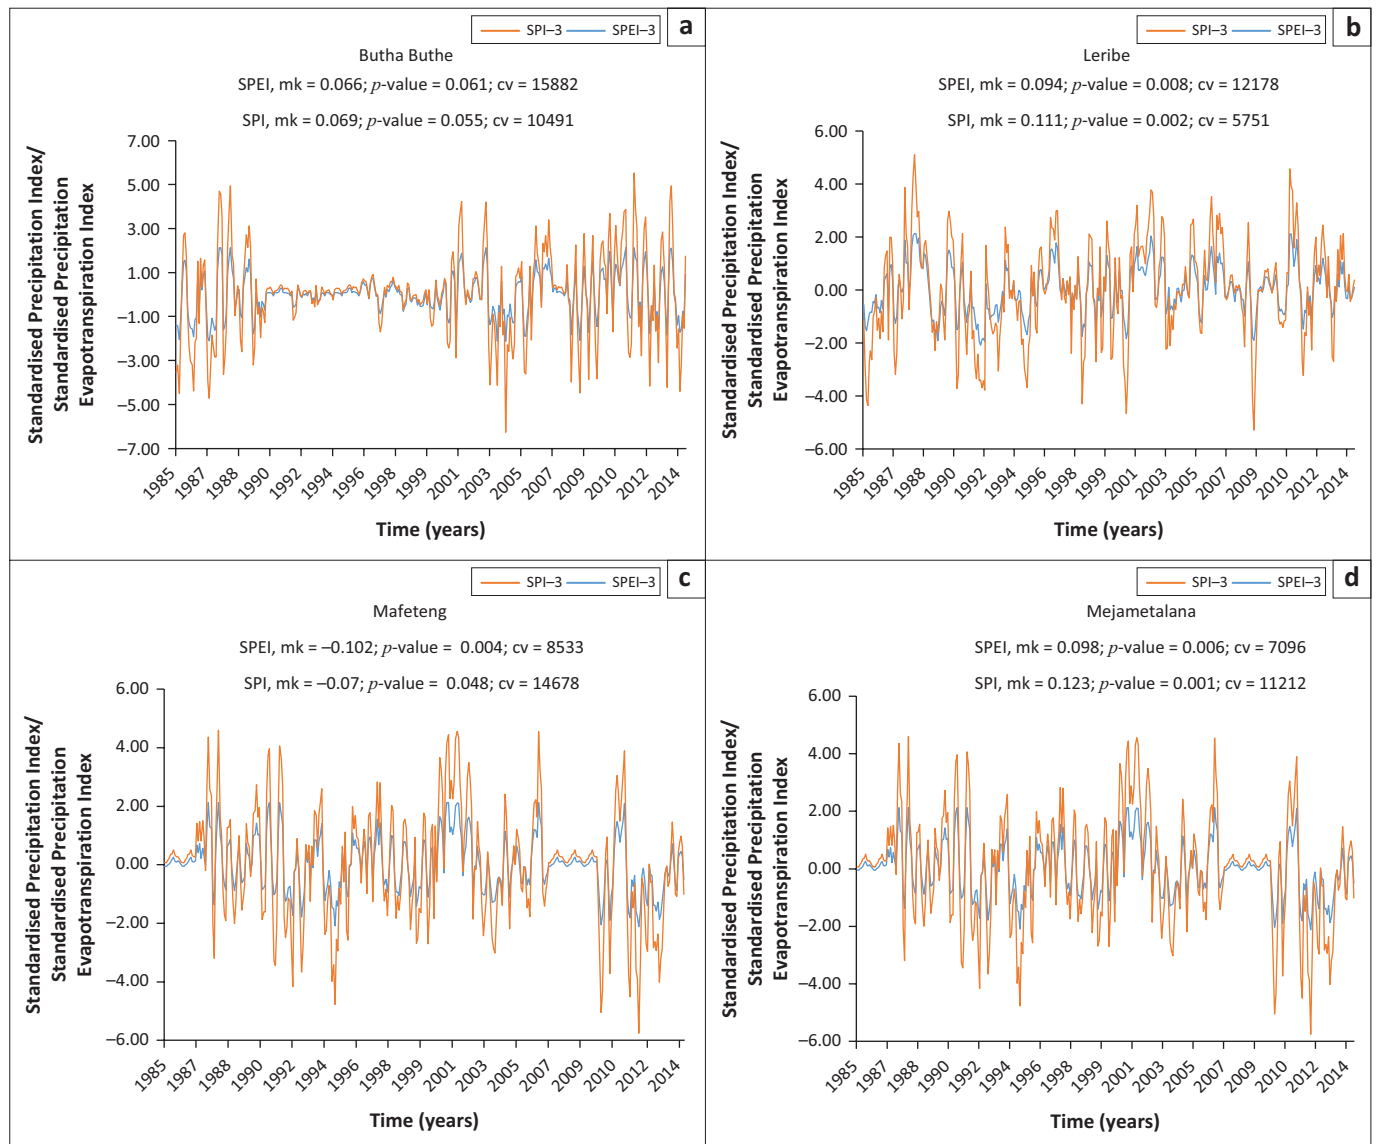 SPI–3 SPEI–3 a
Butha Buthe
SPEI, mk = 0.066; p-value = 0.061; cv = 15882
SPI, mk = 0.069; p-value = 0.055; cv = 10491
Standardised Precipitation Index/
Standardised Precipitation
Evapotranspiration Index
7.00
5.00
3.00
1.00
–1.00
–3.00
–5.00
–7.00
1985 1987 1988 1990 1992 1994 1996 1997 1999 2001 2003 2005 2007 2009 2010 2012 2014
Time (years)
SPI–3 SPEI–3 b
Leribe
SPEI, mk = 0.094; p-value = 0.008; cv = 12178
SPI, mk = 0.111; p-value = 0.002; cv = 5751
Standardised Precipitation Index/
Standardised Precipitation
Evapotranspiration Index
6.00
4.00
2.00
0.00
–2.00
–4.00
–6.00
1985 1987 1988 1990 1992 1994 1996 1998 1999 2001 2003 2005 2007 2009 2010 2012 2014
Time (years)
SPI–3 SPEI–3 c
Mafeteng
SPEI, mk = –0.102; p-value = 0.004; cv = 8533
SPI, mk = –0.07; p-value = 0.048; cv = 14678
Standardised Precipitation Index/
Standardised Precipitation
Evapotranspiration Index
6.00
4.00
2.00
0.00
–2.00
–4.00
–6.00
1985 1987 1988 1990 1992 1994 1996 1998 1999 2001 2003 2005 2007 2009 2010 2012 2014
Time (years)
SPI–3 SPEI–3 d
Mejametalana
SPEI, mk = 0.098; p-value = 0.006; cv = 7096
SPI, mk = 0.123; p-value = 0.001; cv = 11212
Standardised Precipitation Index/
Standardised Precipitation
Evapotranspiration Index
6.00
4.00
2.00
0.00
–2.00
–4.00
–6.00
1985 1987 1988 1990 1992 1994 1996 1998 1999 2001 2003 2005 2007 2009 2010 2012 2014
Time (years)